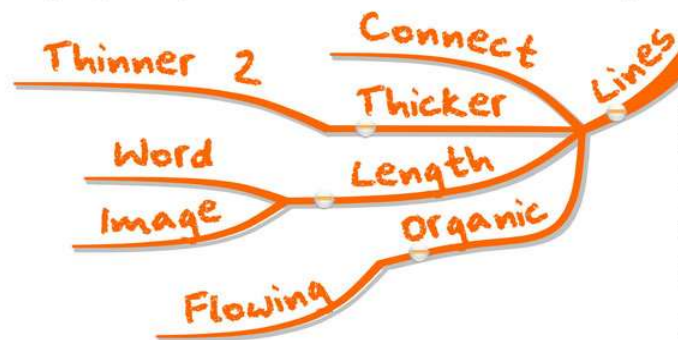 Connect
Lines
Thinner 2
Thicker
Word
Length
Image
Organic
Flowing